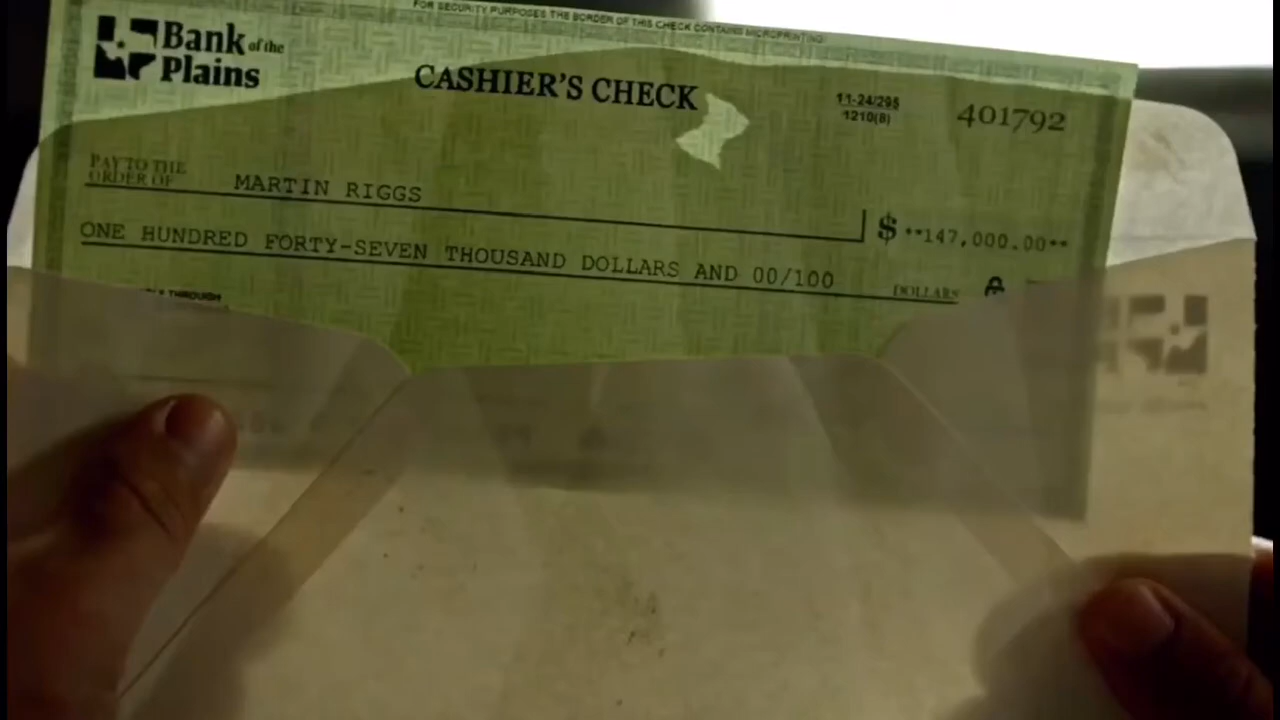 FOR SECURITY PURPOSES THE BORDER OF THIS CHECK CONTAINS MICROPRINTING
Bank of the
Plains
CASHIER'S CHECK
11-24/295
1210(8)
401792
PAY TO THE
ORDER OF
MARTIN RIGGS
$ **147,000.00**
ONE HUNDRED FORTY-SEVEN THOUSAND DOLLARS AND 00/100
DOLLARS
THROUGH